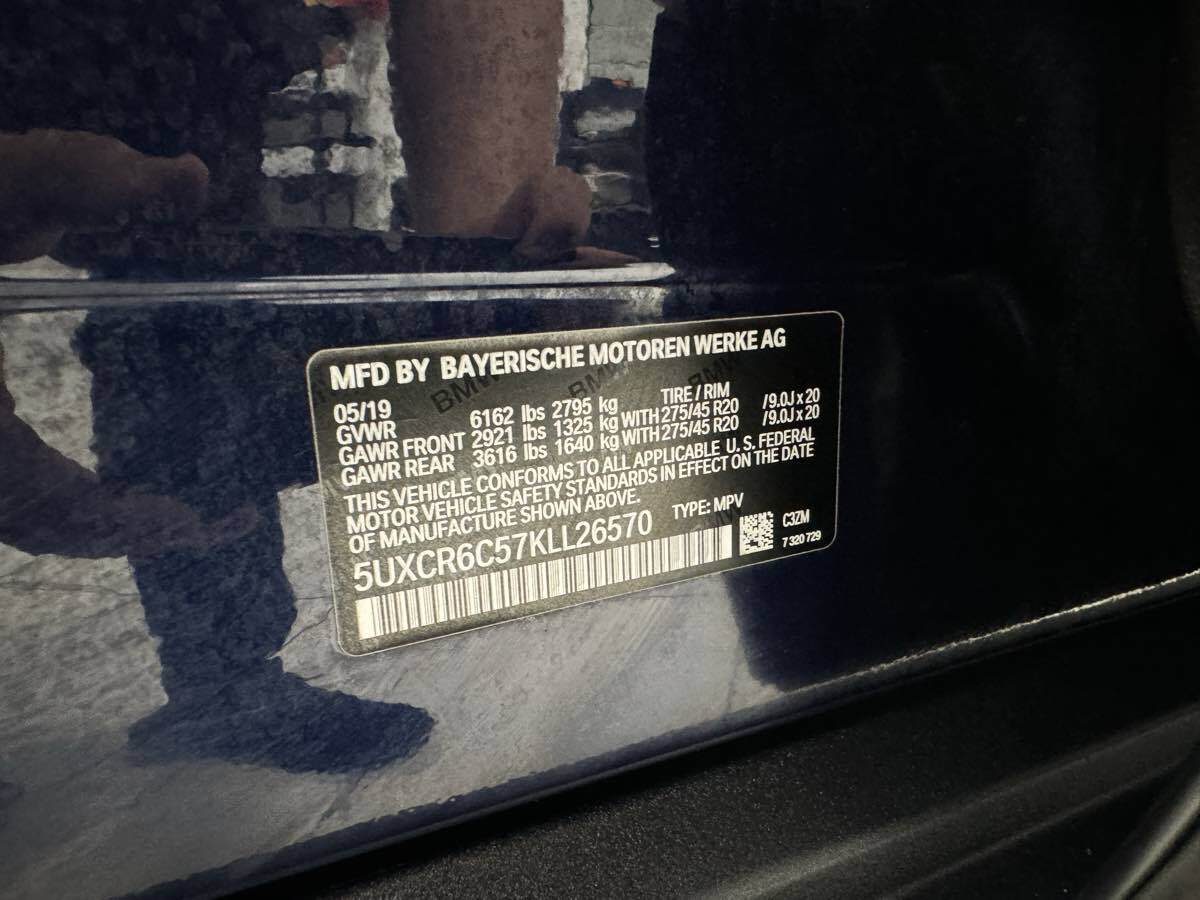 MFD BY BAYERISCHE MOTOREN WERKE AG
05/19
GVWR 6162 lbs 2795 kg TIRE / RIM
GAWR FRONT 2921 lbs 1325 kg WITH 275/45 R20 /9.0J x 20
GAWR REAR 3616 lbs 1640 kg WITH 275/45 R20 /9.0J x 20
THIS VEHICLE CONFORMS TO ALL APPLICABLE U. S. FEDERAL
MOTOR VEHICLE SAFETY STANDARDS IN EFFECT ON THE DATE
OF MANUFACTURE SHOWN ABOVE.
5UXCR6C57KLL26570 TYPE: MPV
C3ZM
7 320 729
BMW
BMW